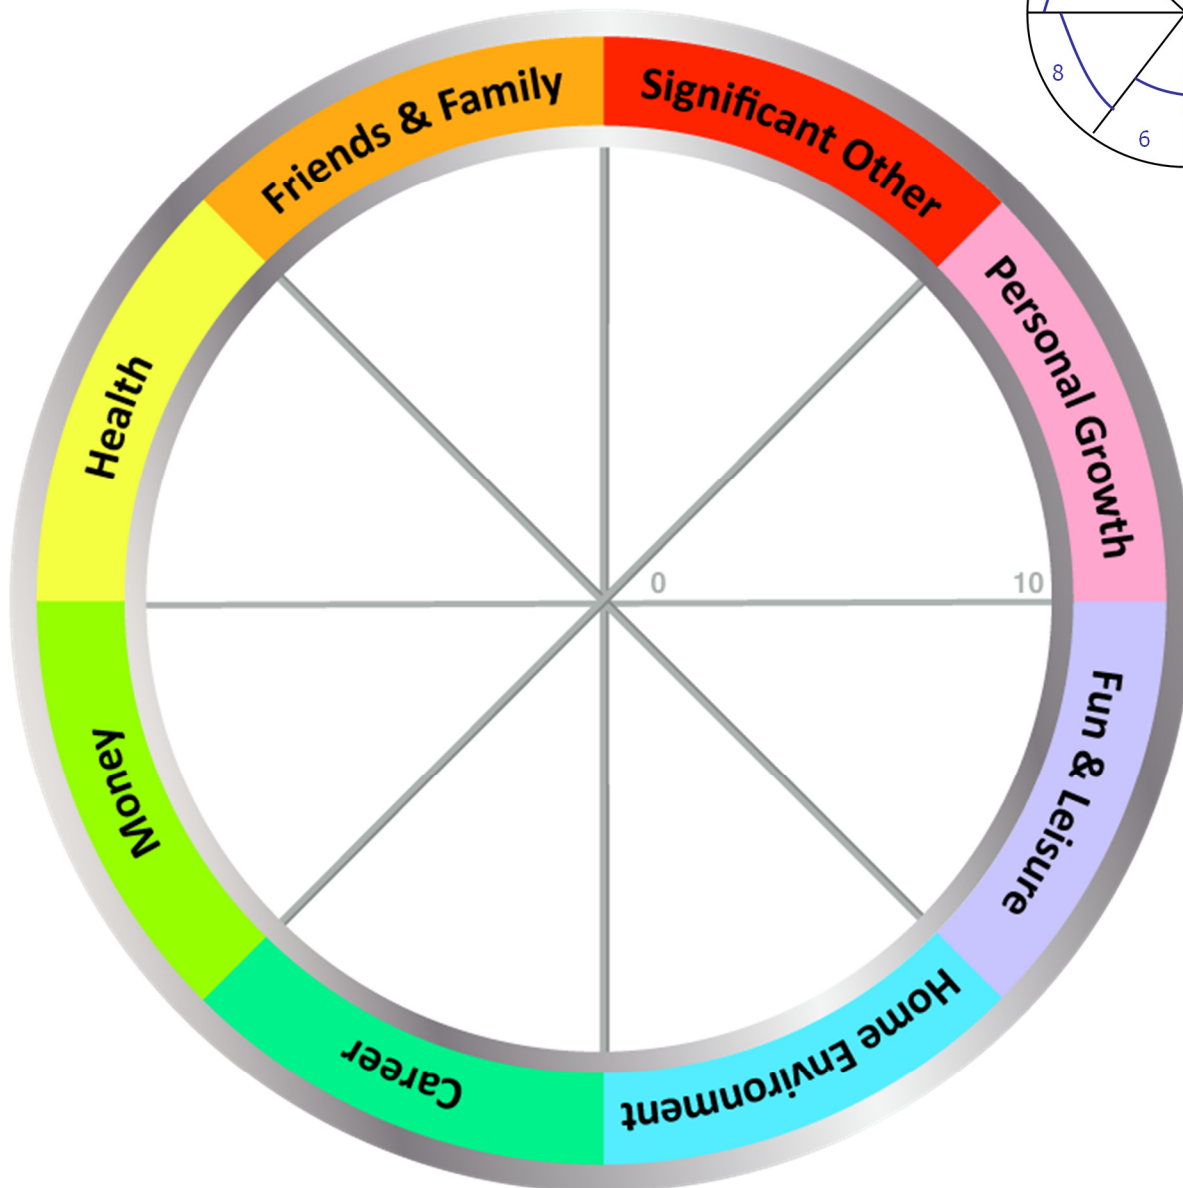 Friends & Family
Significant Other
Personal Growth
Fun & Leisure
Home Environment
Career
Money
Health
0
10
8
6